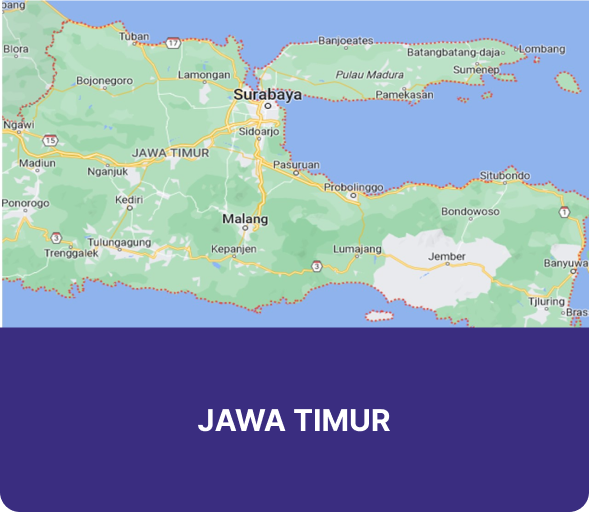 pang
Tuban
17
Banjoeates
Blora
Batangbatang-daja
Lombang
Lamongan
Pulau Madura
Sumenep
Bojonegoro
Surabaya
Pamekasan
Ngawi
Sidoarjo
15
JAWA TIMUR
Madiun
Nganjuk
Pasuruan
Situbondo
Probolinggo
Ponorogo
Kediri
Malang
Bondowoso
1
3
Tulungagung
Trenggalek
Kepanjen
Lumajang
Jember
3
Banyuwa
Tjluring
Bras
JAWA TIMUR